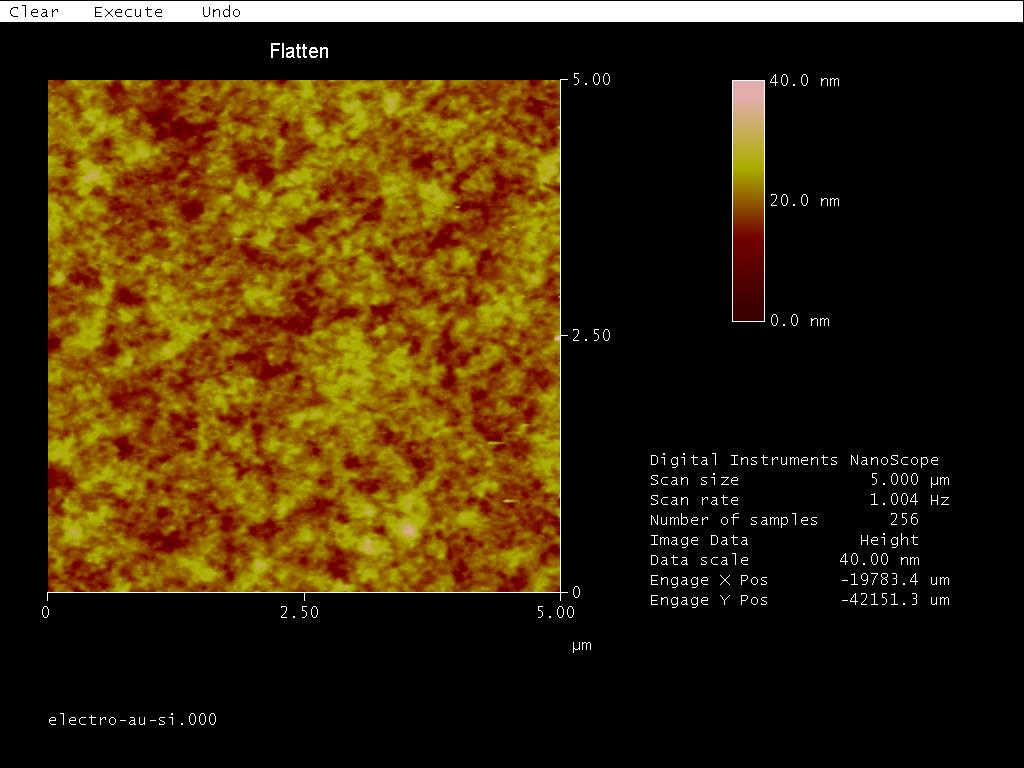 Clear Execute Undo
Flatten
5.00
2.50
0
0 2.50 5.00
µm
40.0 nm
20.0 nm
0.0 nm
Digital Instruments NanoScope
Scan size 5.000 µm
Scan rate 1.004 Hz
Number of samples 256
Image Data Height
Data scale 40.00 nm
Engage X Pos -19783.4 um
Engage Y Pos -42151.3 um
electro-au-si.000